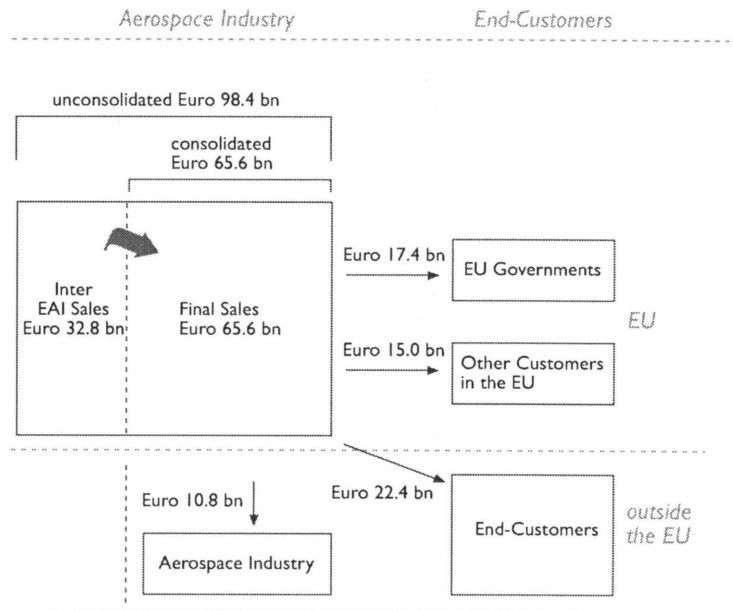 Aerospace Industry
End-Customers
unconsolidated Euro 98.4 bn
consolidated
Euro 65.6 bn
Inter
EAI Sales
Euro 32.8 bn
Final Sales
Euro 65.6 bn
Euro 17.4 bn
EU Governments
EU
Euro 15.0 bn
Other Customers
in the EU
Euro 10.8 bn
Euro 22.4 bn
Aerospace Industry
End-Customers
outside
the EU